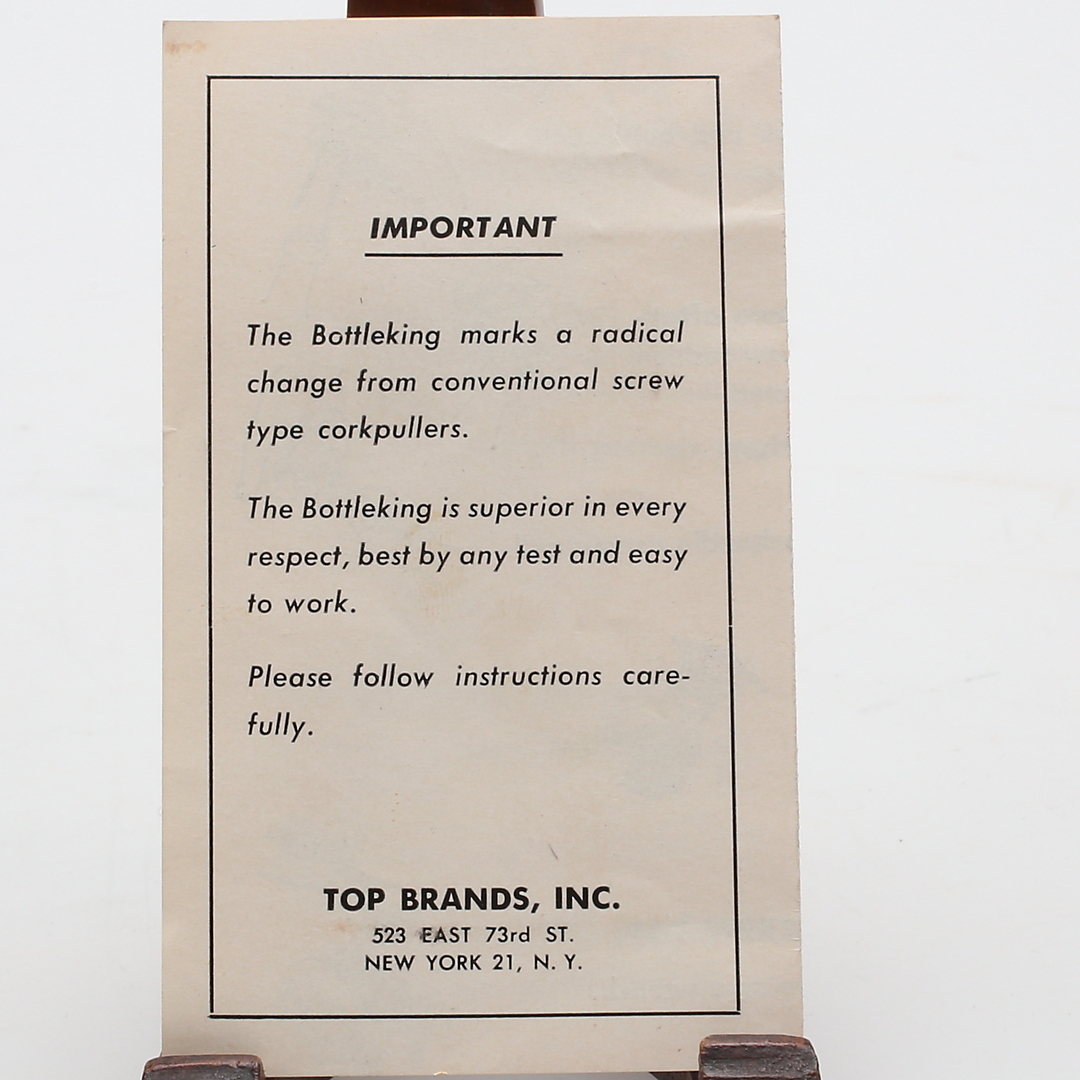 IMPORTANT
The Bottleking marks a radical
change from conventional screw
type corkpullers.
The Bottleking is superior in every
respect, best by any test and easy
to work.
Please follow instructions care-
fully.
TOP BRANDS, INC.
523 EAST 73rd ST.
NEW YORK 21, N. Y.